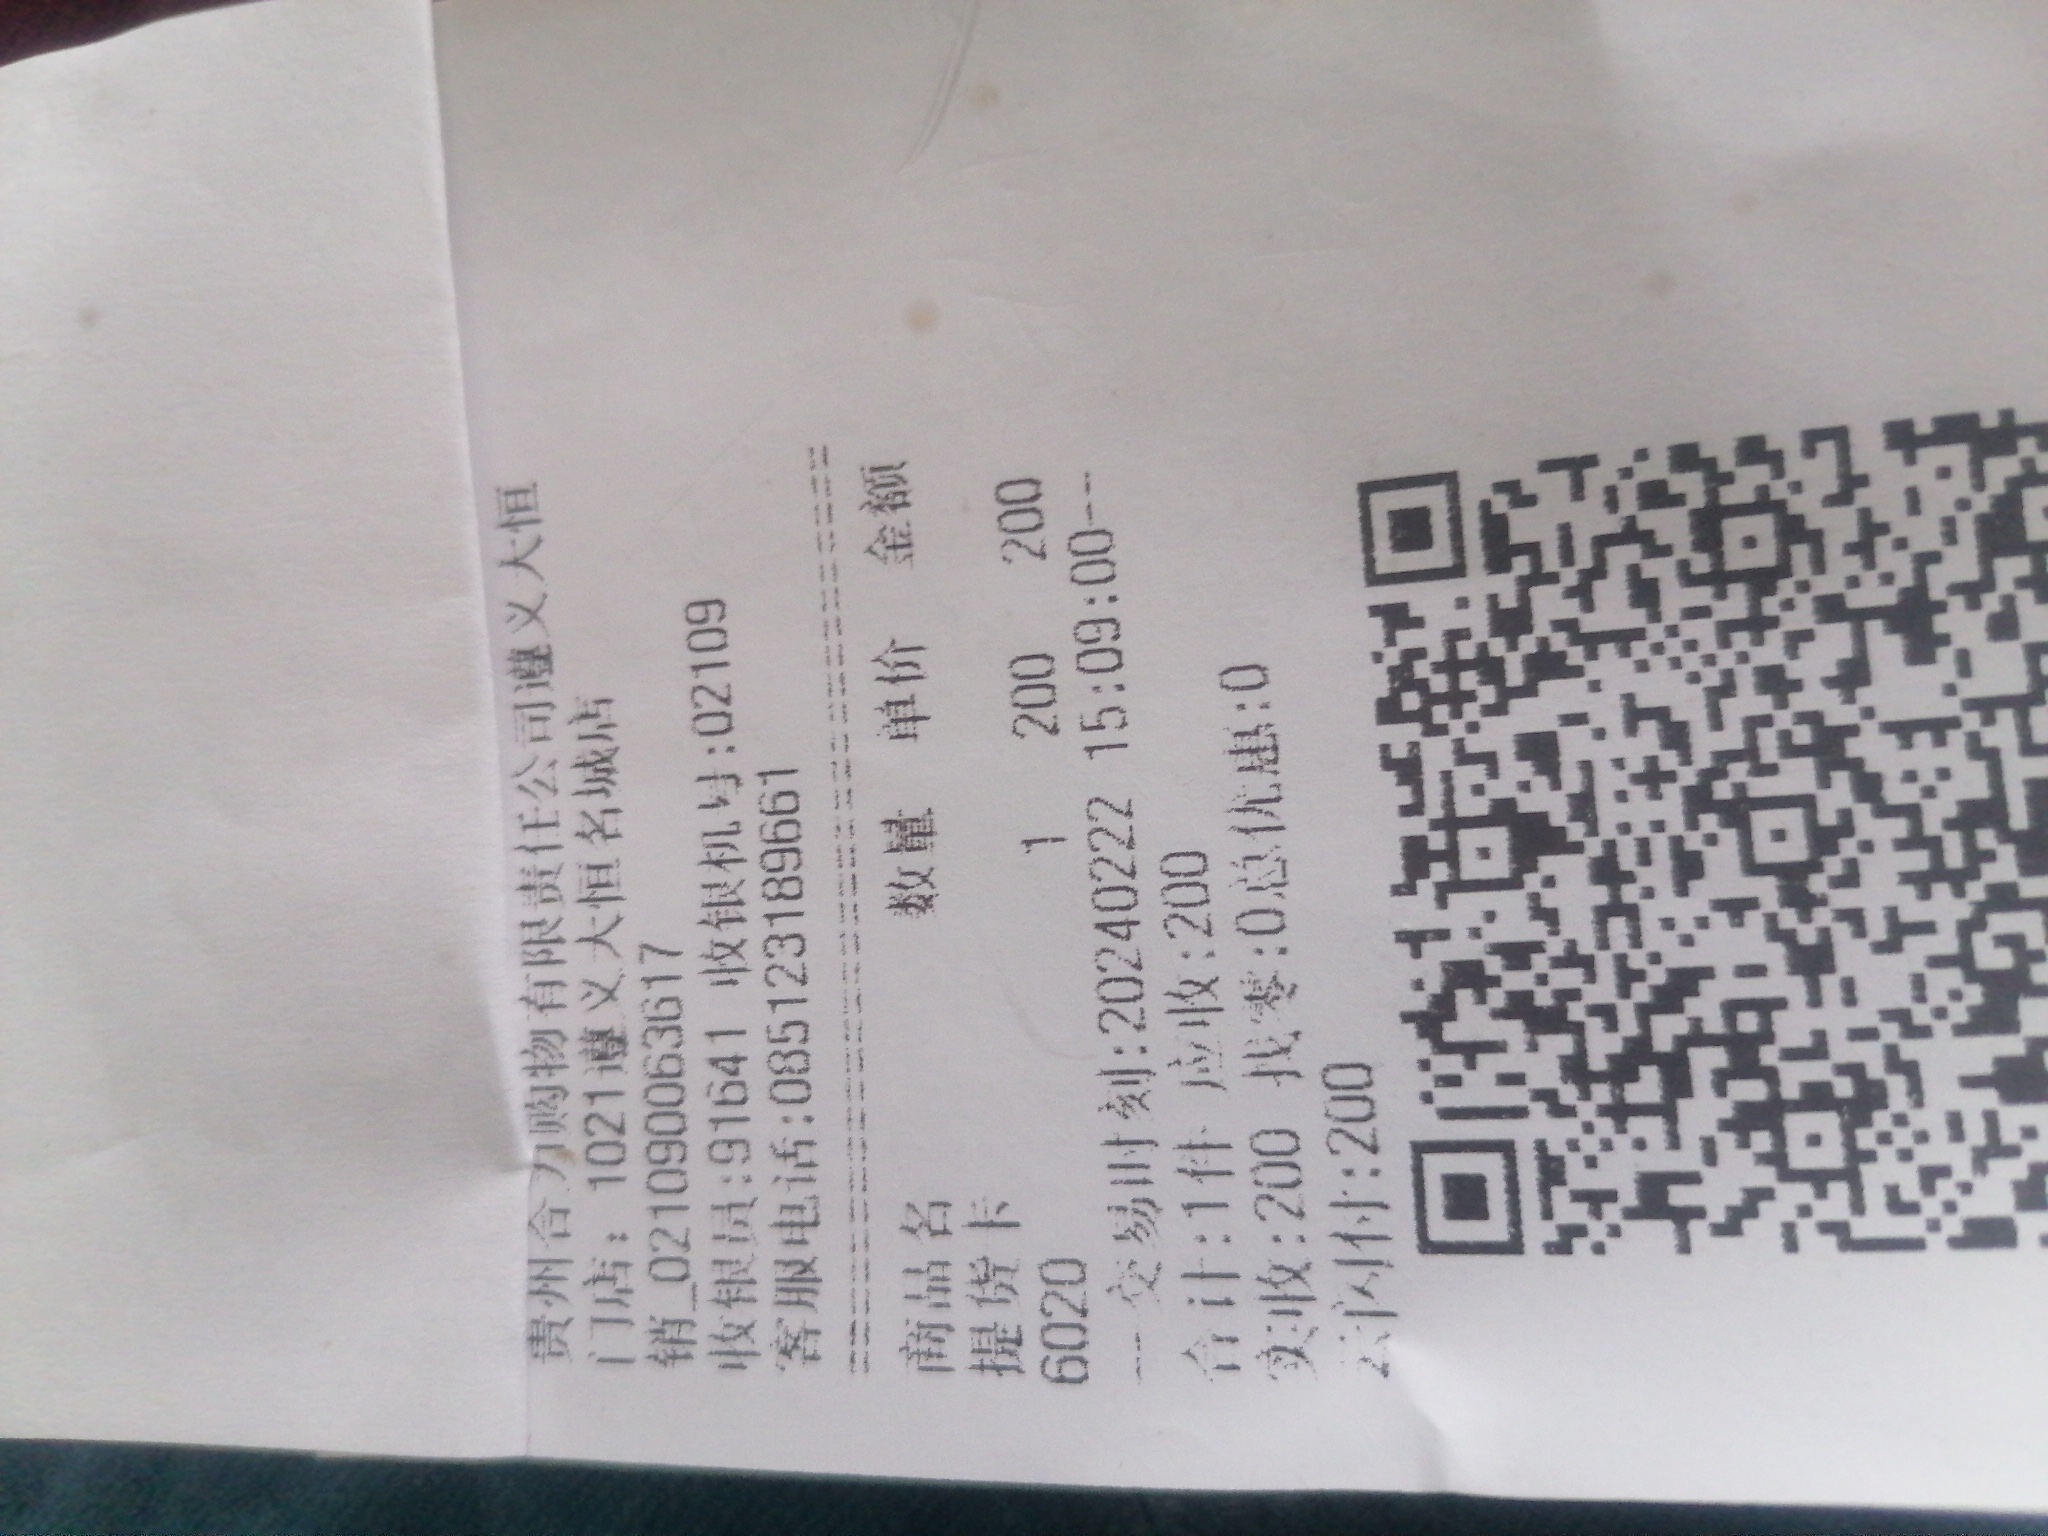 贵州合力购物有限责任公司遵义大恒
门店: 1021遵义大恒名城店
销_021090063617
收银员:91641 收银机号:02109
客服电话:085123189661
商品名 数量 单价 金额
提货卡
6020 1 200 200
---交易时刻:20240222 15:09:00---
合计:1件 应收:200
实收:200 找零:0总优惠:0
云闪付:200